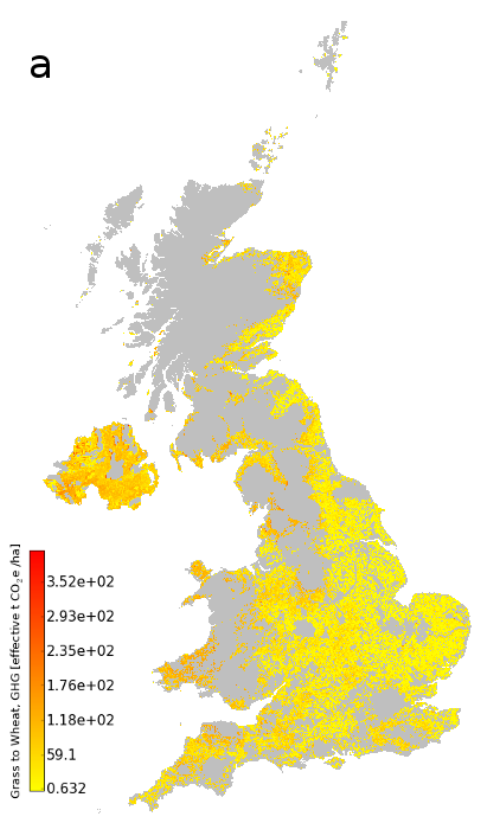 a
Grass to Wheat, GHG [effective t CO₂e /ha]
3.52e+02
2.93e+02
2.35e+02
1.76e+02
1.18e+02
59.1
0.632